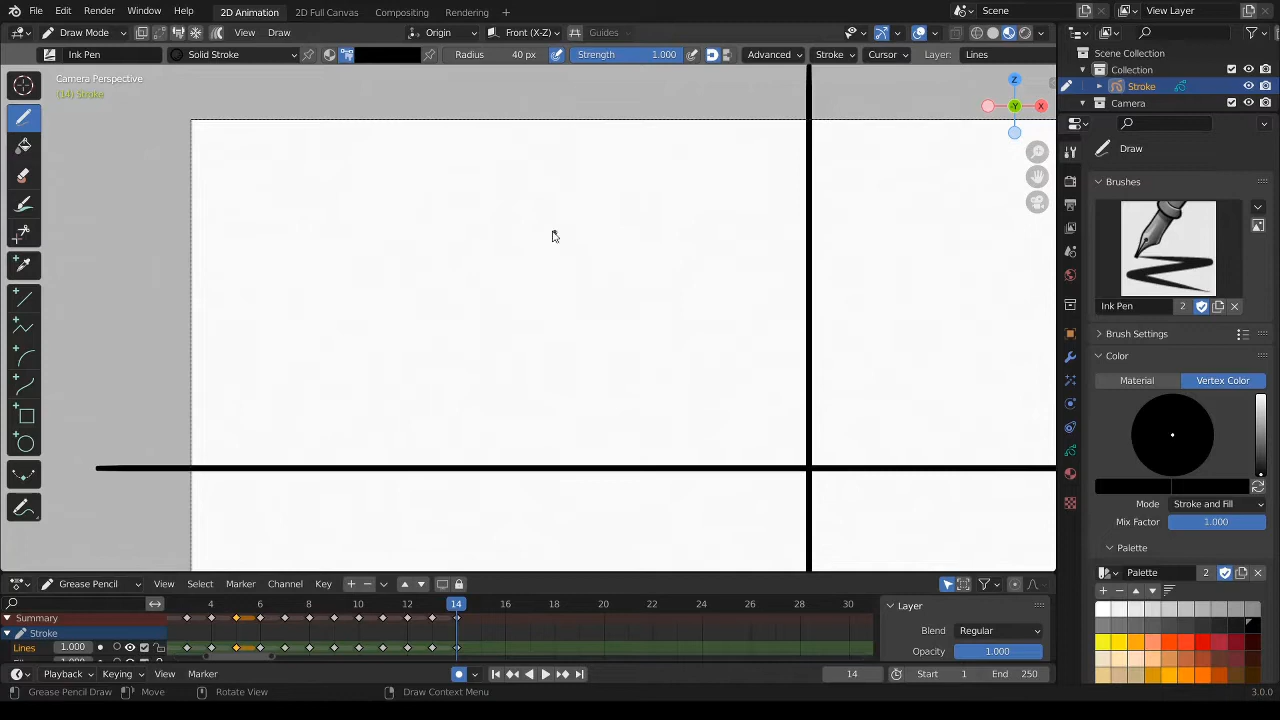 File Edit Render Window Help 2D Animation 2D Full Canvas Compositing Rendering + Scene View Layer
Draw Mode View Draw Origin Front (X-Z) Guides
Ink Pen Solid Stroke Radius 40 px Strength 1.000 Advanced Stroke Cursor Layer: Lines
Scene Collection
Collection
Stroke
Camera
Camera Perspective
(14) Stroke
Z
Y
X
Draw
Brushes
Ink Pen 2
Brush Settings
Color
Material Vertex Color
Mode Stroke and Fill
Mix Factor 1.000
Palette
Palette 2
Grease Pencil View Select Marker Channel Key
4 6 8 10 12 14 16 18 20 22 24 26 28 30
Summary
Stroke
Lines 1.000
Layer
Blend Regular
Opacity 1.000
Playback Keying View Marker 14 Start 1 End 250
Grease Pencil Draw Move Rotate View Draw Context Menu 3.0.0